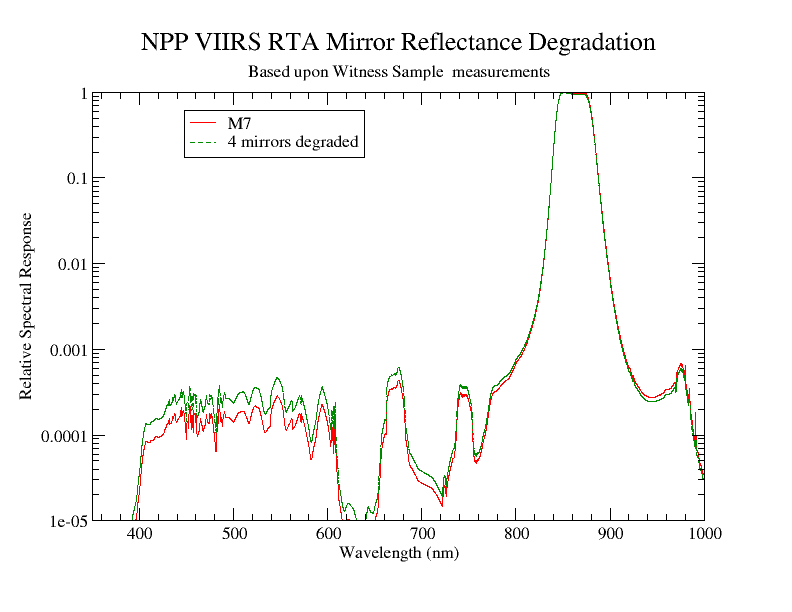 NPP VIIRS RTA Mirror Reflectance Degradation
Based upon Witness Sample measurements
M7
4 mirrors degraded
Relative Spectral Response
1
0.1
0.01
0.001
0.0001
1e-05
400 500 600 700 800 900 1000
Wavelength (nm)